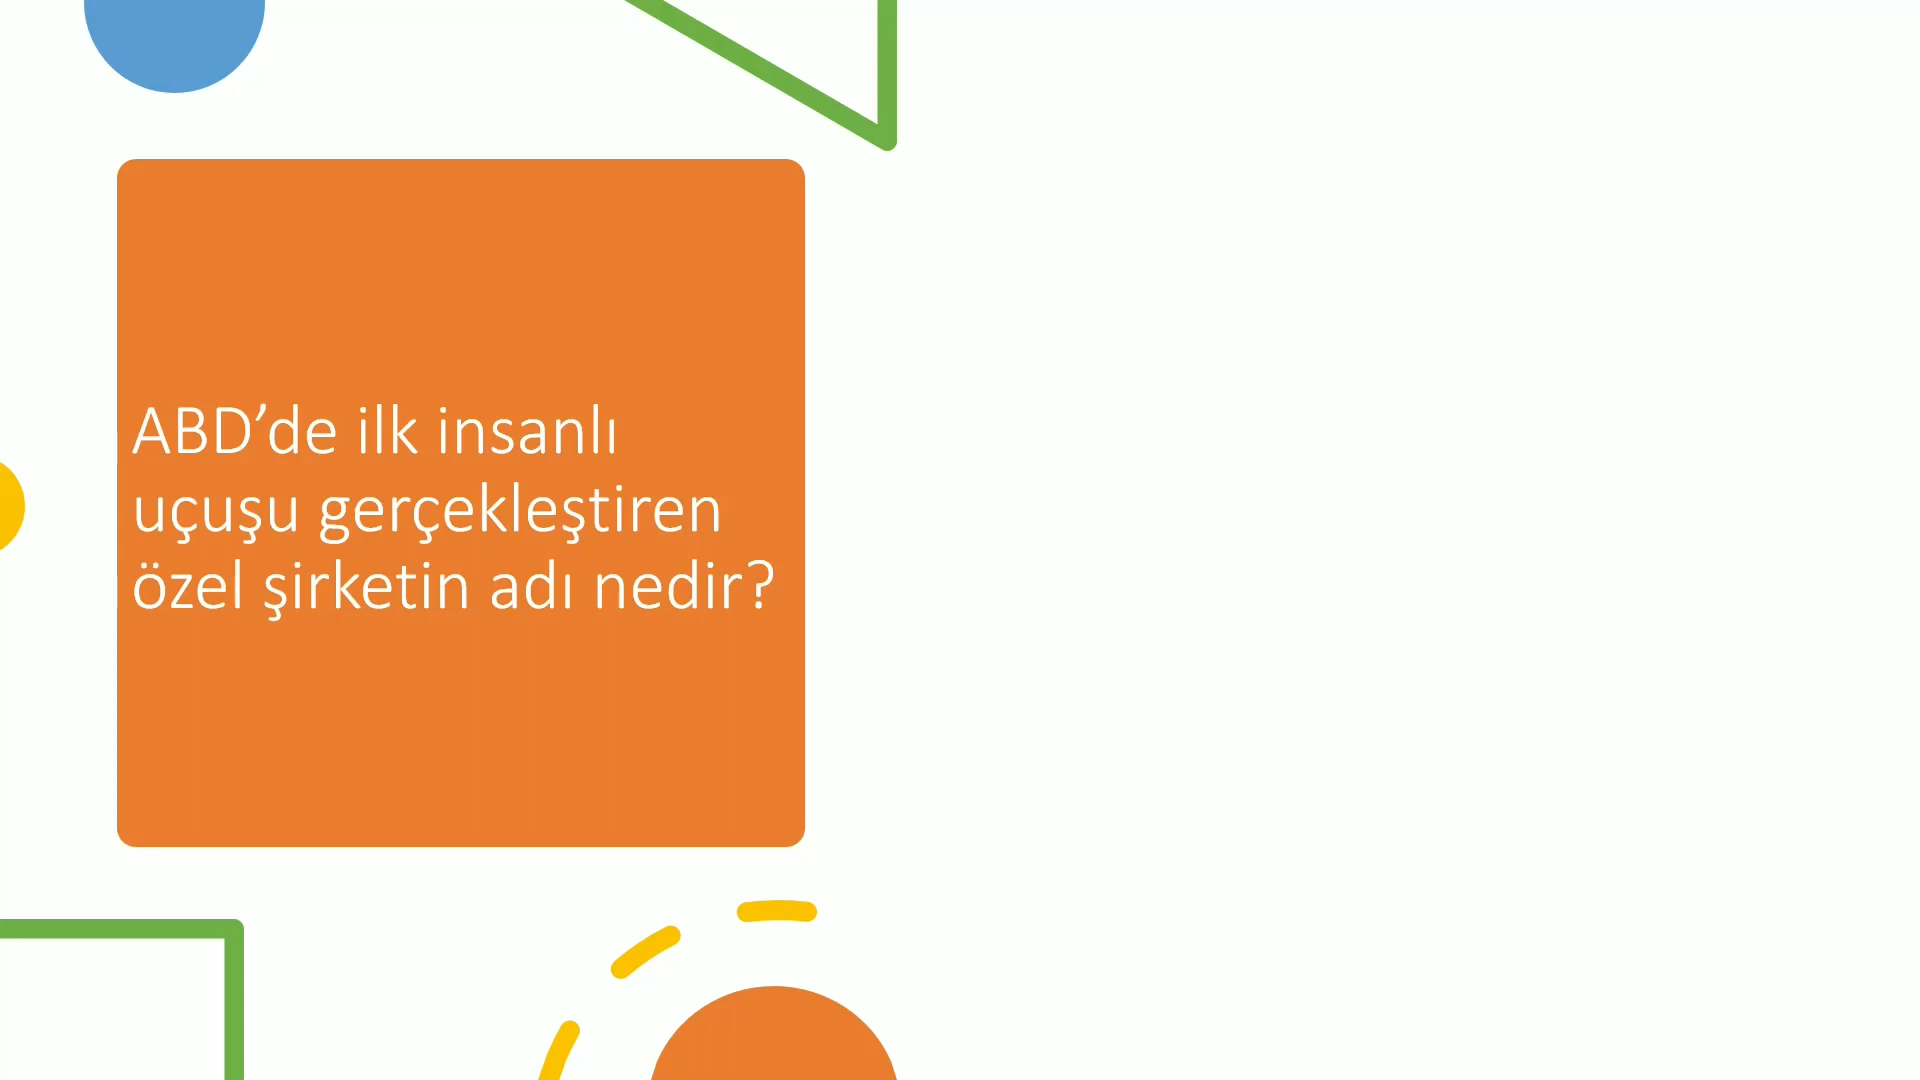 ABD’de ilk insanlı
uçuşu gerçekleştiren
özel şirketin adı nedir?